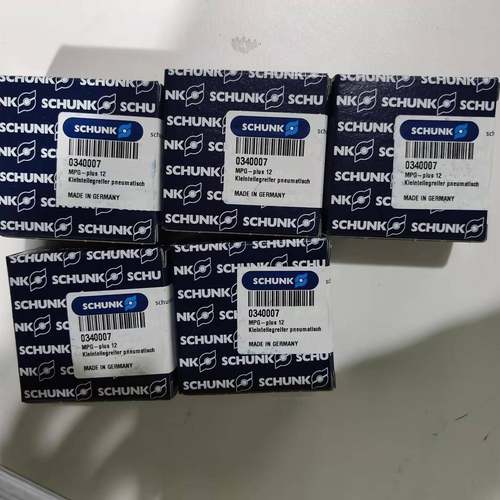 SCHUNK
0340007
MPG-plus 12
Kleinteilegreifer pneumatisch
MADE IN GERMANY
SCHUNK
0340007
MPG-plus 12
Kleinteilegreifer pneumatisch
MADE IN GERMANY
SCHUNK
0340007
MPG-plus 12
Kleinteilegreifer pneumatisch
MADE IN GERMANY
SCHUNK
0340007
MPG-plus 12
Kleinteilegreifer pneumatisch
MADE IN GERMANY
SCHUNK
0340007
MPG-plus 12
Kleinteilegreifer pneumatisch
MADE IN GERMANY